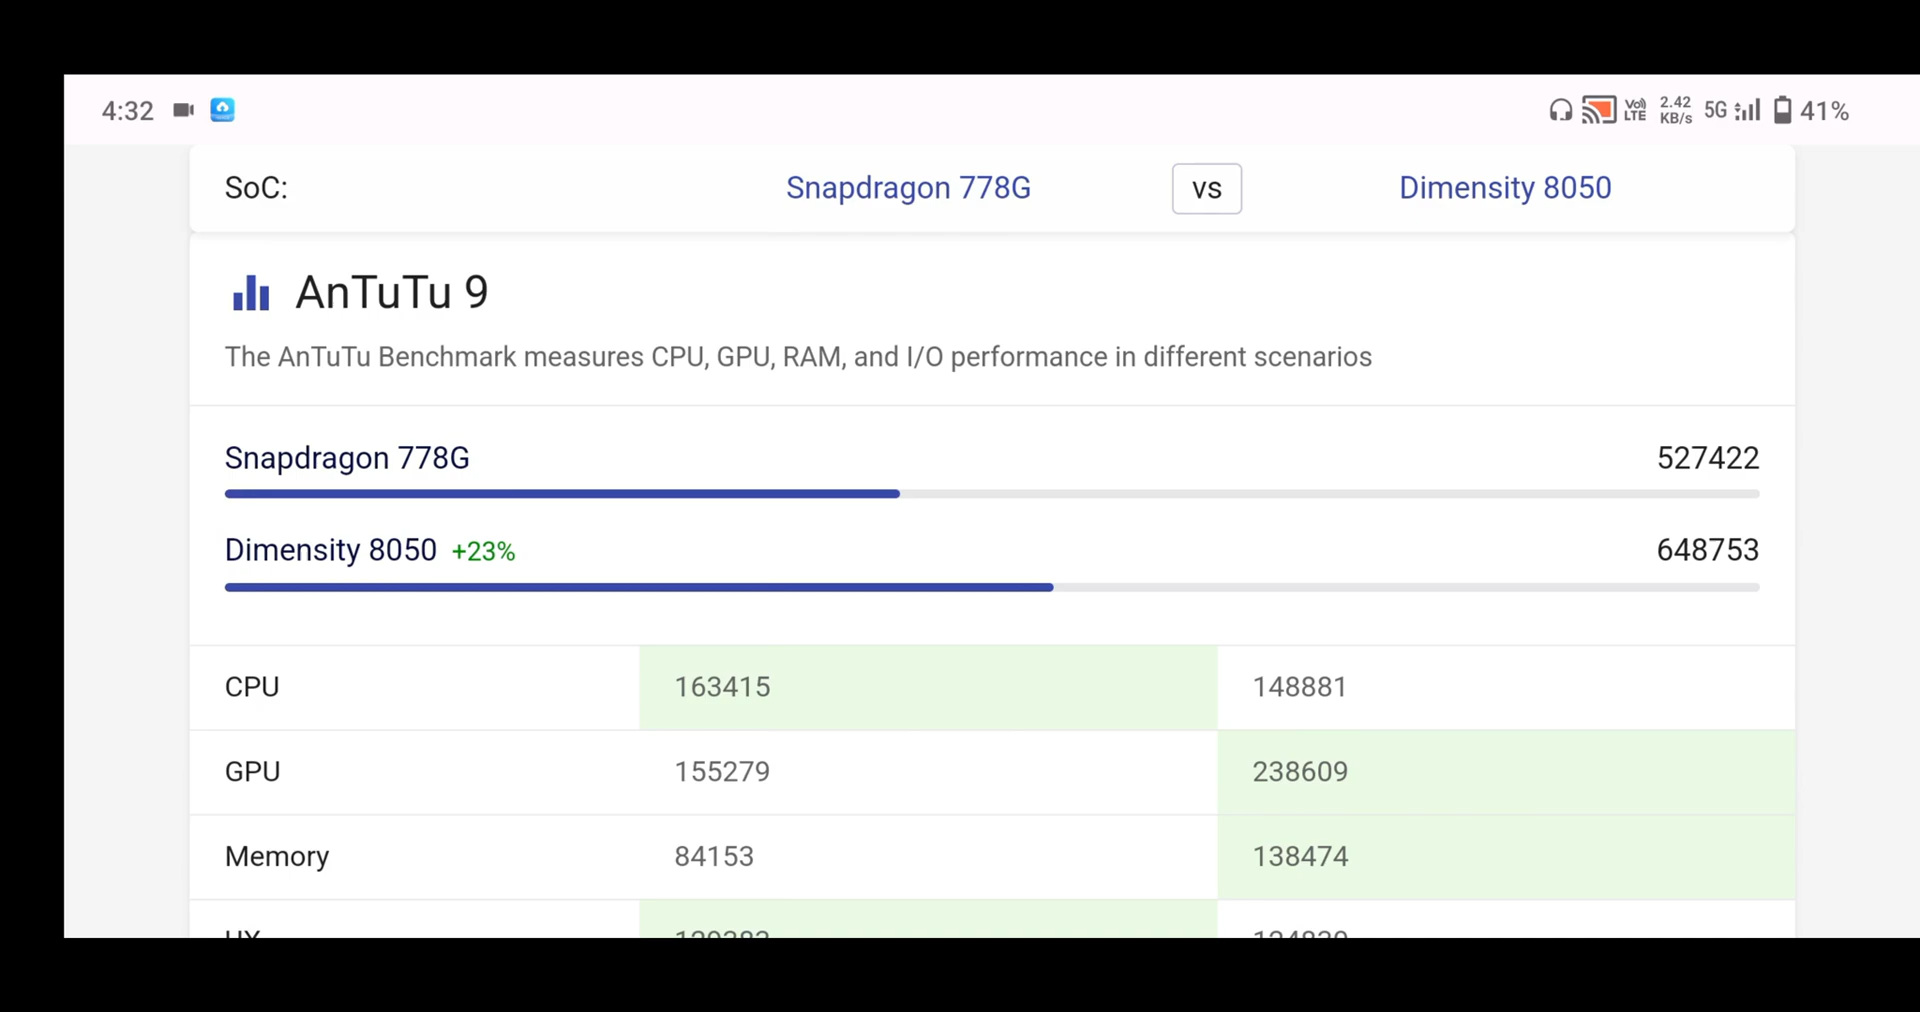 4:32 VoLTE 2.42 KB/s 5G 41%
SoC: Snapdragon 778G VS Dimensity 8050
AnTuTu 9
The AnTuTu Benchmark measures CPU, GPU, RAM, and I/O performance in different scenarios
Snapdragon 778G 527422
Dimensity 8050 +23% 648753
CPU 163415 148881
GPU 155279 238609
Memory 84153 138474
UX